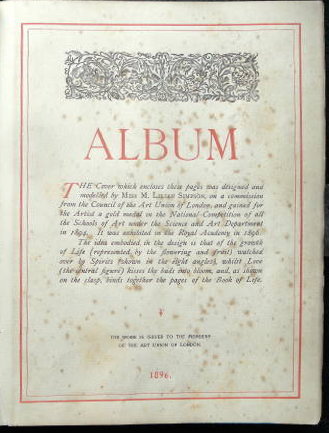 ALBUM
THE Cover which encloses these pages was designed and
modelled by MISS M. LILIAN SIMPSON, on a commission
from the Council of the Art Union of London, and gained for
the Artist a gold medal in the National Competition of all
the Schools of Art under the Science and Art Department
in 1894. It was exhibited in the Royal Academy in 1896.
The idea embodied in the design is that of the growth
of Life (represented by the flowering and fruit) watched
over by Spirits (shown in the eight angles), whilst Love
(the central figure) kisses the buds into bloom, and, as shown
on the clasp, binds together the pages of the Book of Life.
THE WORK IS ISSUED TO THE MEMBERS
OF THE ART UNION OF LONDON.
1896.